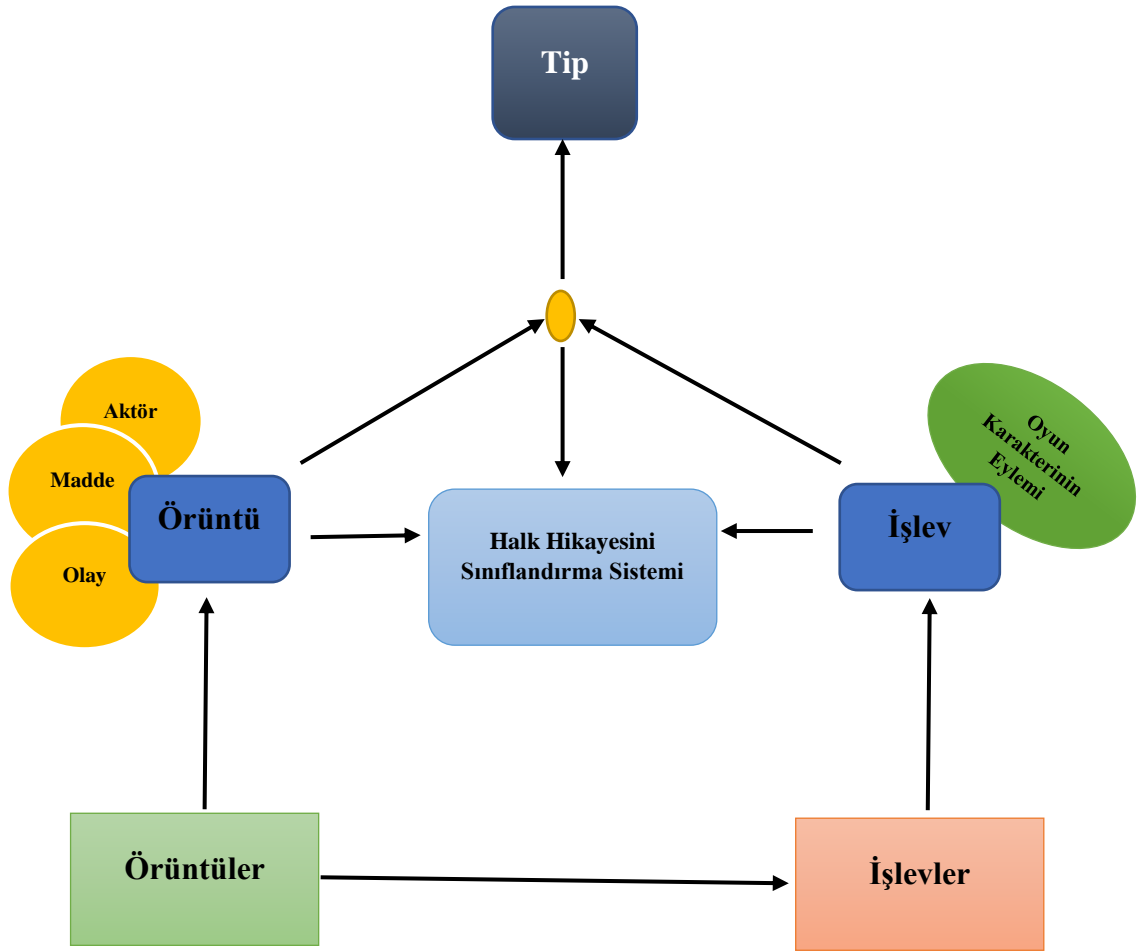 Tip
Aktör
Madde
Olay
Örüntü
Halk Hikayesini
Sınıflandırma Sistemi
İşlev
Oyun
Karakterinin
Eylemi
Örüntüler
İşlevler